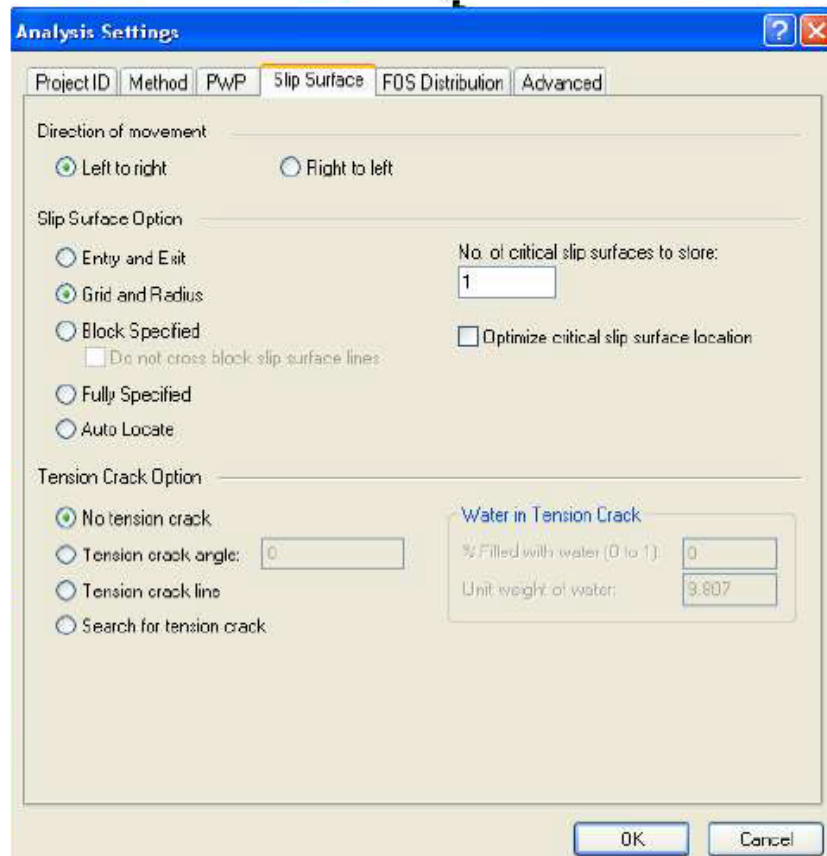 Analysis Settings
Project ID Method PWP Slip Surface FOS Distribution Advanced
Direction of movement
Left to right Right to left
Slip Surface Option
Entry and Exit
No. of critical slip surfaces to store:
1
Grid and Radius
Block Specified
Optimize critical slip surface location
Do not cross block slip surface lines
Fully Specified
Auto Locate
Tension Crack Option
No tension crack
Water in Tension Crack
Tension crack angle: 0
% Filled with water (0 to 1): 0
Tension crack line
Unit weight of water: 9.807
Search for tension crack
OK Cancel